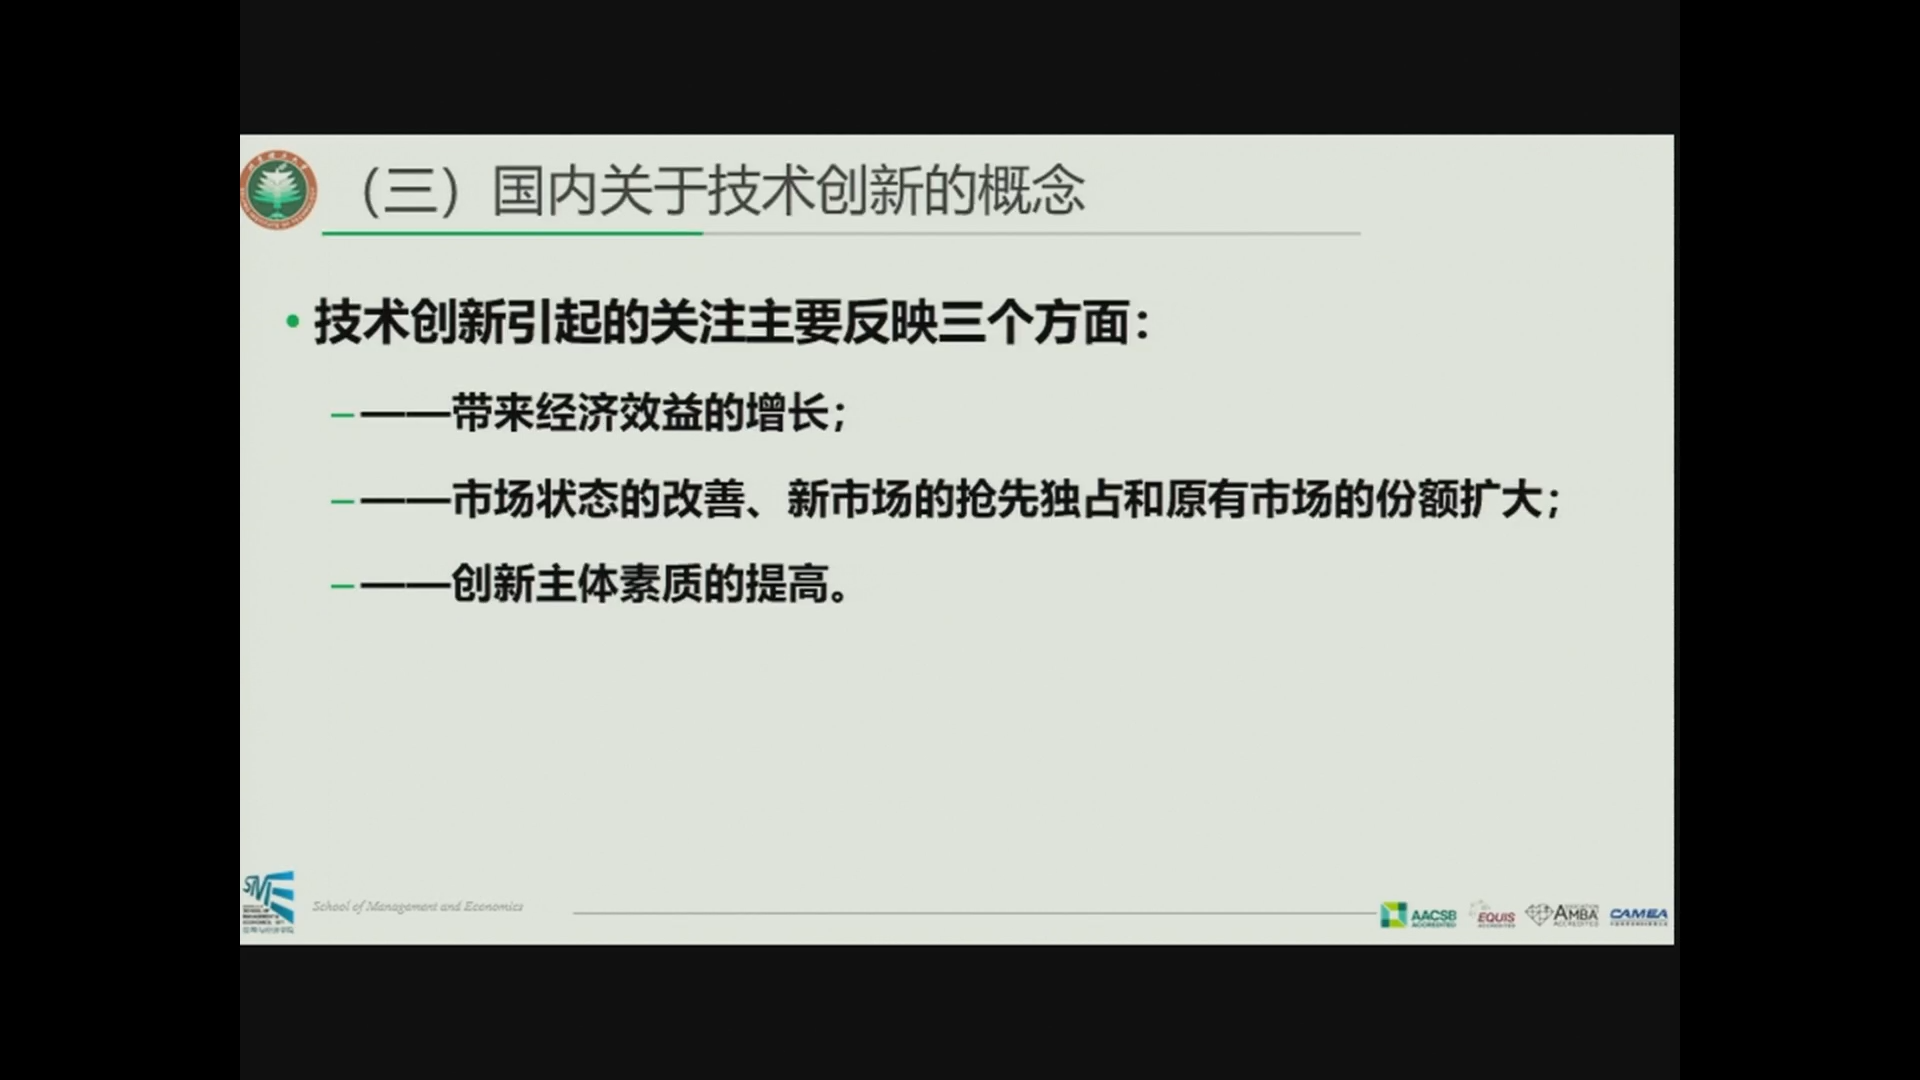 （三）国内关于技术创新的概念
• 技术创新引起的关注主要反映三个方面：
– ——带来经济效益的增长；
– ——市场状态的改善、新市场的抢先独占和原有市场的份额扩大；
– ——创新主体素质的提高。
School of Management and Economics
AACSB
ACCREDITED
EQUIS
ACCREDITED
AMBA
ACCREDITED
CAMEA